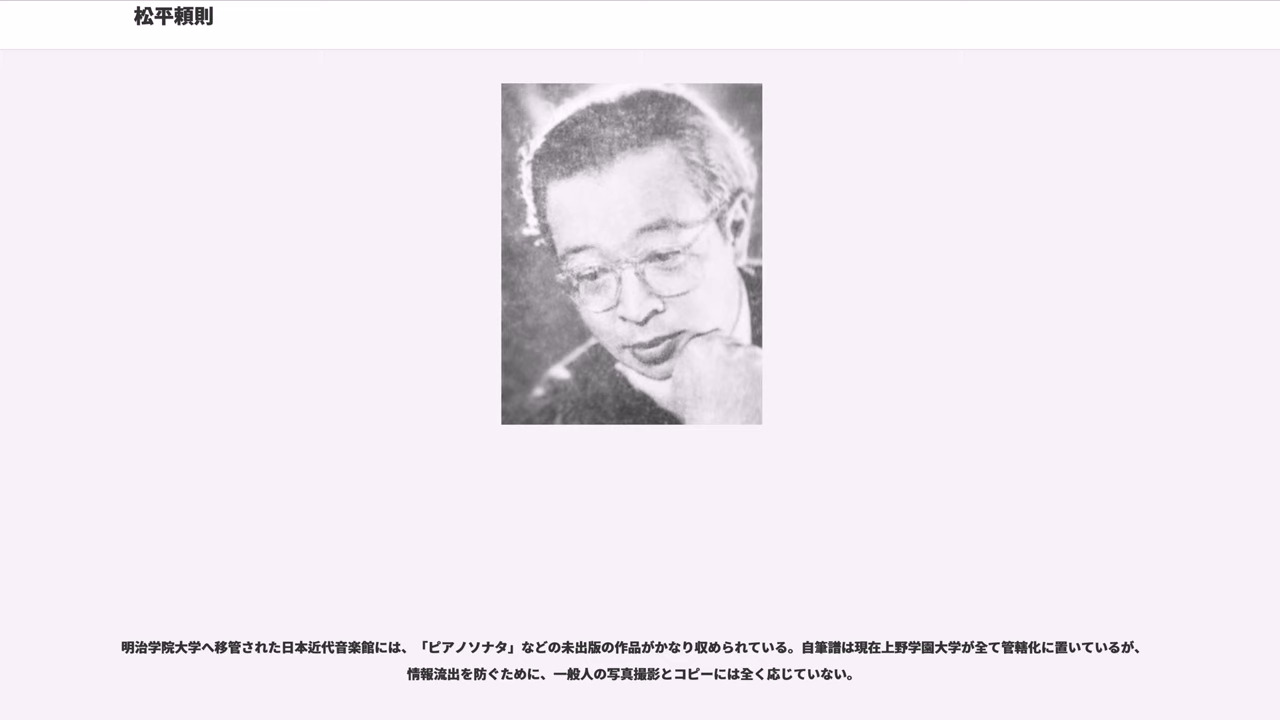 松平頼則
明治学院大学へ移管された日本近代音楽館には、「ピアノソナタ」などの未出版の作品がかなり収められている。自筆譜は現在上野学園大学が全て管轄化に置いているが、
情報流出を防ぐために、一般人の写真撮影とコピーには全く応じていない。